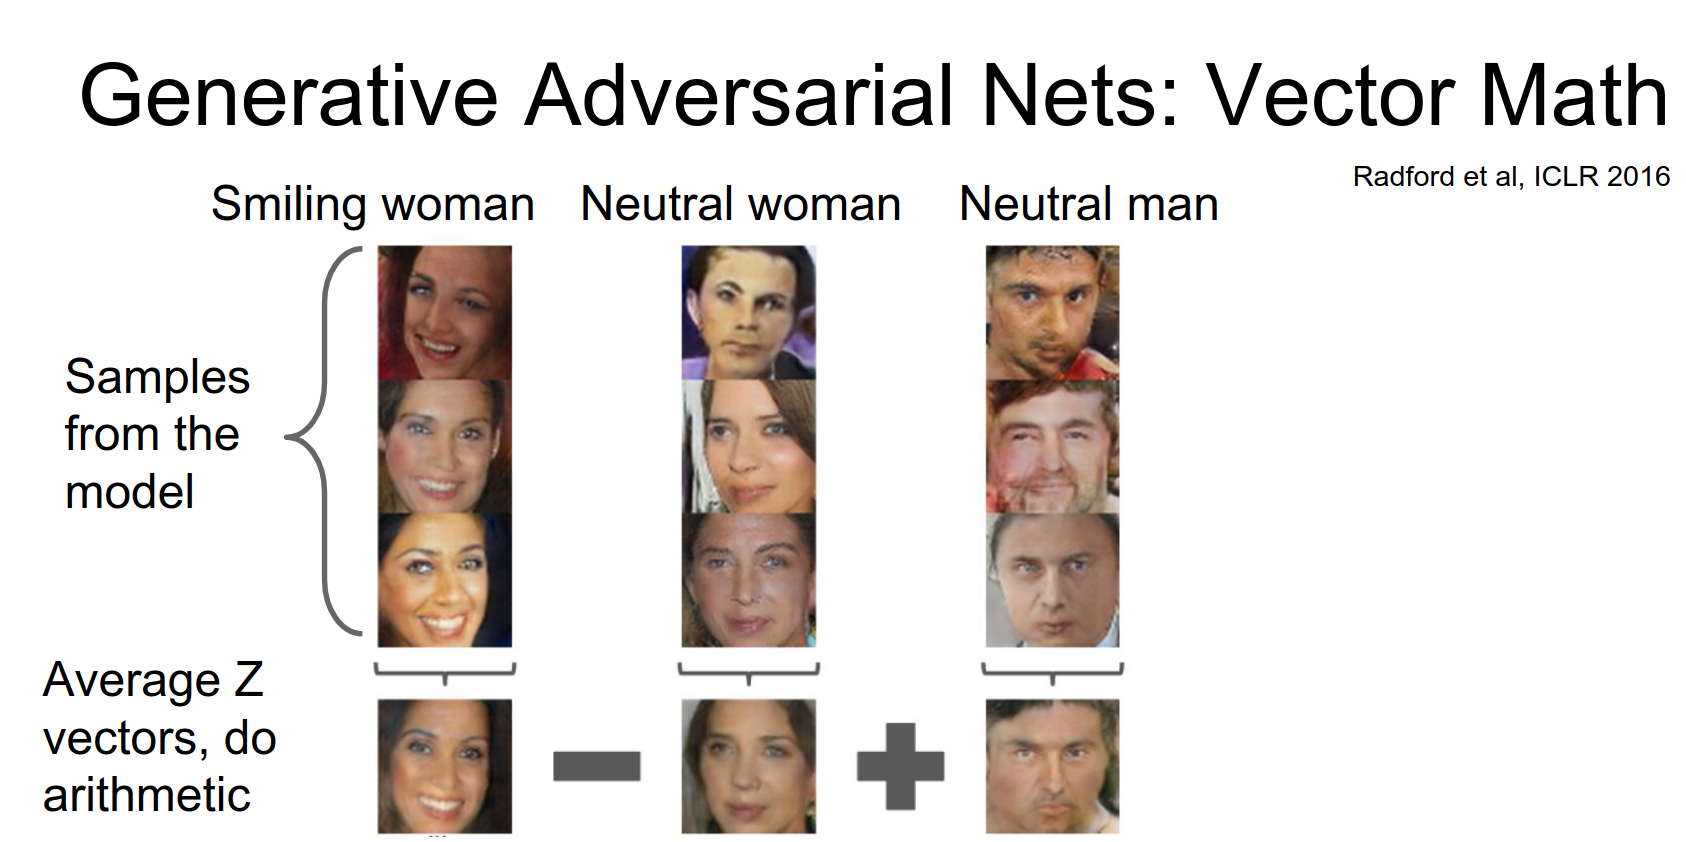 Generative Adversarial Nets: Vector Math
Radford et al, ICLR 2016
Smiling woman
Neutral woman
Neutral man
Samples
from the
model
Average Z
vectors, do
arithmetic